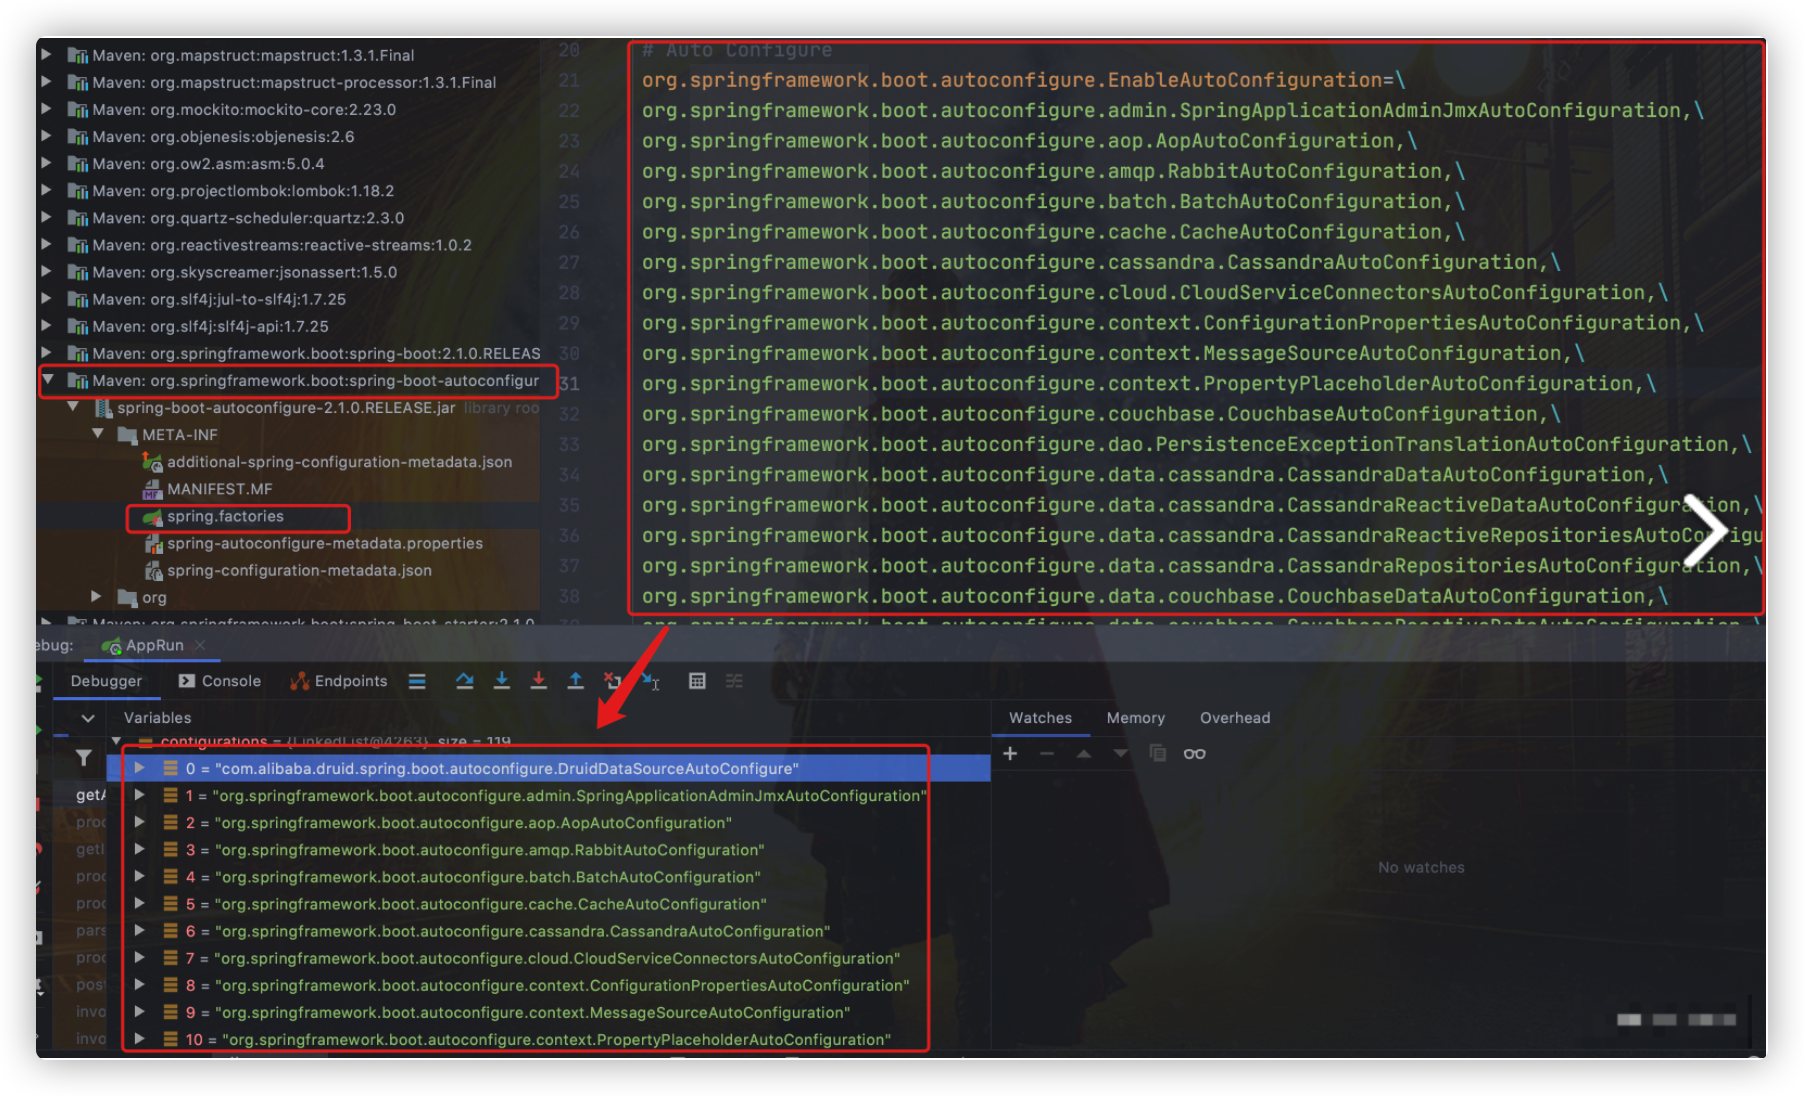 Maven: org.mapstruct:mapstruct:1.3.1.Final
Maven: org.mapstruct:mapstruct-processor:1.3.1.Final
Maven: org.mockito:mockito-core:2.23.0
Maven: org.objenesis:objenesis:2.6
Maven: org.ow2.asm:asm:5.0.4
Maven: org.projectlombok:lombok:1.18.2
Maven: org.quartz-scheduler:quartz:2.3.0
Maven: org.reactivestreams:reactive-streams:1.0.2
Maven: org.skyscreamer:jsonassert:1.5.0
Maven: org.slf4j:jul-to-slf4j:1.7.25
Maven: org.slf4j:slf4j-api:1.7.25
Maven: org.springframework.boot:spring-boot:2.1.0.RELEAS
Maven: org.springframework.boot:spring-boot-autoconfigur
spring-boot-autoconfigure-2.1.0.RELEASE.jar library roo
META-INF
additional-spring-configuration-metadata.json
MANIFEST.MF
spring.factories
spring-autoconfigure-metadata.properties
spring-configuration-metadata.json
org
Maven: org.springframework.boot:spring-boot-starter:2.1.0
20 # Auto Configure
21 org.springframework.boot.autoconfigure.EnableAutoConfiguration=\
22 org.springframework.boot.autoconfigure.admin.SpringApplicationAdminJmxAutoConfiguration,\
23 org.springframework.boot.autoconfigure.aop.AopAutoConfiguration,\
24 org.springframework.boot.autoconfigure.amqp.RabbitAutoConfiguration,\
25 org.springframework.boot.autoconfigure.batch.BatchAutoConfiguration,\
26 org.springframework.boot.autoconfigure.cache.CacheAutoConfiguration,\
27 org.springframework.boot.autoconfigure.cassandra.CassandraAutoConfiguration,\
28 org.springframework.boot.autoconfigure.cloud.CloudServiceConnectorsAutoConfiguration,\
29 org.springframework.boot.autoconfigure.context.ConfigurationPropertiesAutoConfiguration,\
30 org.springframework.boot.autoconfigure.context.MessageSourceAutoConfiguration,\
31 org.springframework.boot.autoconfigure.context.PropertyPlaceholderAutoConfiguration,\
32 org.springframework.boot.autoconfigure.couchbase.CouchbaseAutoConfiguration,\
33 org.springframework.boot.autoconfigure.dao.PersistenceExceptionTranslationAutoConfiguration,\
34 org.springframework.boot.autoconfigure.data.cassandra.CassandraDataAutoConfiguration,\
35 org.springframework.boot.autoconfigure.data.cassandra.CassandraReactiveDataAutoConfiguration,\
36 org.springframework.boot.autoconfigure.data.cassandra.CassandraReactiveRepositoriesAutoConfigu
37 org.springframework.boot.autoconfigure.data.cassandra.CassandraRepositoriesAutoConfiguration,\
38 org.springframework.boot.autoconfigure.data.couchbase.CouchbaseDataAutoConfiguration,\
39 org.springframework.boot.autoconfigure.data.couchbase.CouchbaseReactiveDataAutoConfiguration,\
ebug: AppRun
Debugger Console Endpoints
Variables
configurations = {LinkedList@4263} size = 119
0 = "com.alibaba.druid.spring.boot.autoconfigure.DruidDataSourceAutoConfigure"
1 = "org.springframework.boot.autoconfigure.admin.SpringApplicationAdminJmxAutoConfiguration"
2 = "org.springframework.boot.autoconfigure.aop.AopAutoConfiguration"
3 = "org.springframework.boot.autoconfigure.amqp.RabbitAutoConfiguration"
4 = "org.springframework.boot.autoconfigure.batch.BatchAutoConfiguration"
5 = "org.springframework.boot.autoconfigure.cache.CacheAutoConfiguration"
6 = "org.springframework.boot.autoconfigure.cassandra.CassandraAutoConfiguration"
7 = "org.springframework.boot.autoconfigure.cloud.CloudServiceConnectorsAutoConfiguration"
8 = "org.springframework.boot.autoconfigure.context.ConfigurationPropertiesAutoConfiguration"
9 = "org.springframework.boot.autoconfigure.context.MessageSourceAutoConfiguration"
10 = "org.springframework.boot.autoconfigure.context.PropertyPlaceholderAutoConfiguration"
getA
proc
getI
proc
proc
pars
proc
post
invo
invo
Watches Memory Overhead
No watches